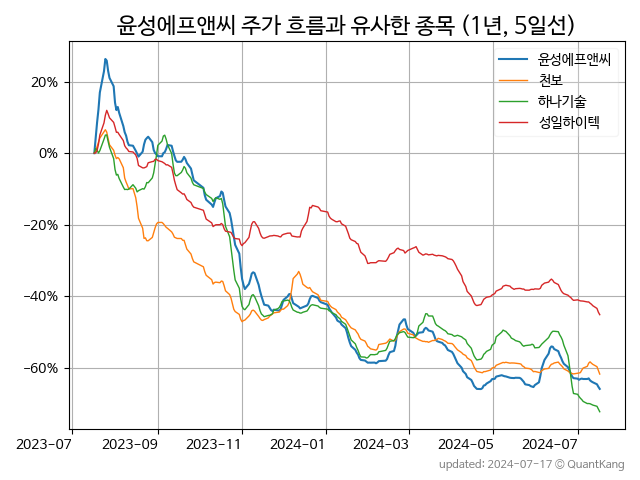 윤성에프앤씨 주가 흐름과 유사한 종목 (1년, 5일선)
윤성에프앤씨
천보
하나기술
성일하이텍
20%
0%
−20%
−40%
−60%
2023−07
2023−09
2023−11
2024−01
2024−03
2024−05
2024−07
updated: 2024-07-17 © QuantKang